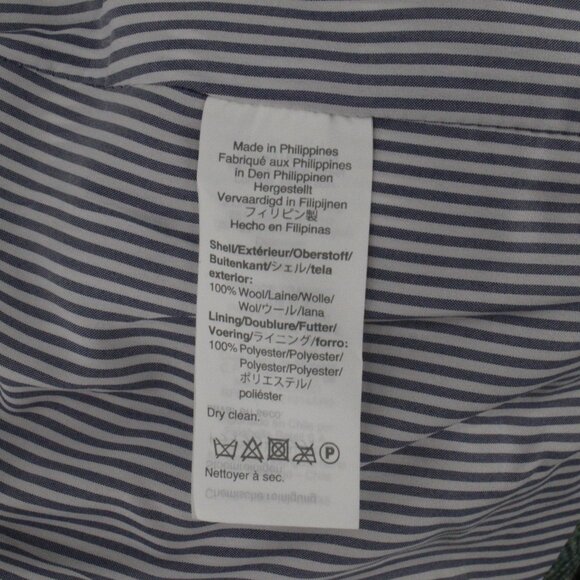 Made in Philippines
Fabriqué aux Philippines
in Den Philippinen
Hergestellt
Vervaardigd in Filipijnen
フィリピン製
Hecho en Filipinas
Shell/Extérieur/Oberstoff/
Buitenkant/シェル/tela
exterior:
100% Wool/Laine/Wolle/
Wol/ウール/lana
Lining/Doublure/Futter/
Voering/ライニング/forro:
100% Polyester/Polyester/
Polyester/Polyester/
ポリエステル/
poliéster
Dry clean.
P
Nettoyer à sec.
Chemische reinigung